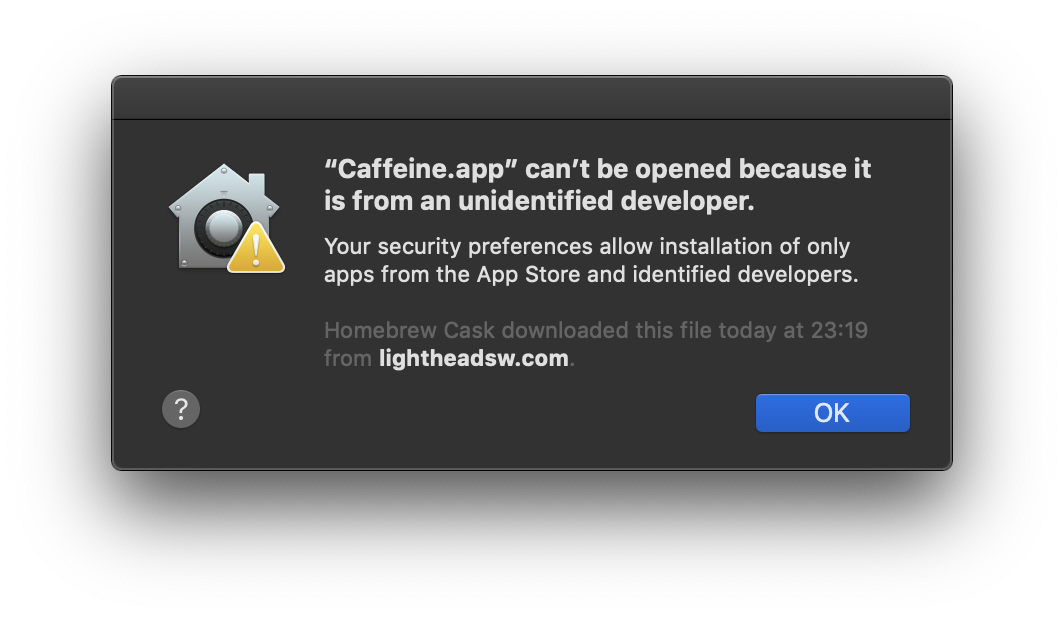 “Caffeine.app” can’t be opened because it
is from an unidentified developer.
Your security preferences allow installation of only
apps from the App Store and identified developers.
Homebrew Cask downloaded this file today at 23:19
from lightheadsw.com.
?
OK